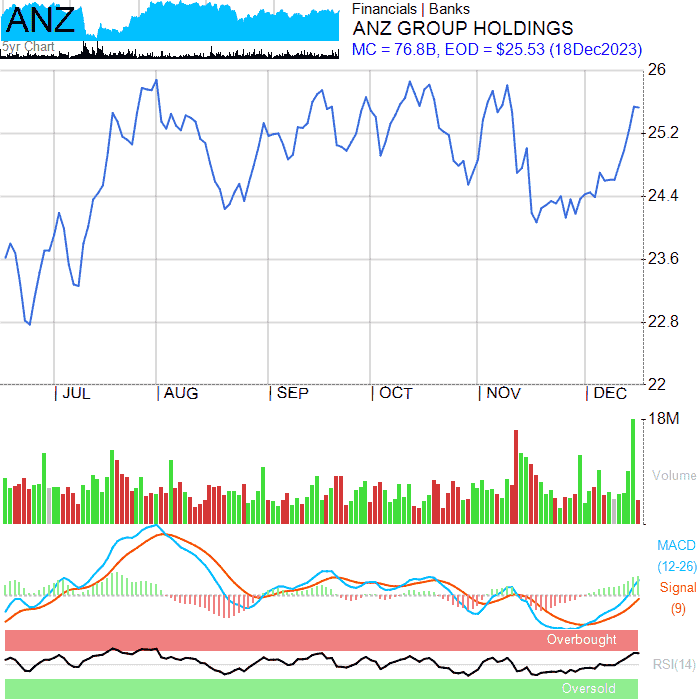 ANZ
5yr Chart
Financials | Banks
ANZ GROUP HOLDINGS
MC = 76.8B, EOD = $25.53 (18Dec2023)
26
25.2
24.4
23.6
22.8
22
JUL AUG SEP OCT NOV DEC
18M
Volume
MACD
(12-26)
Signal
(9)
Overbought
RSI(14)
Oversold